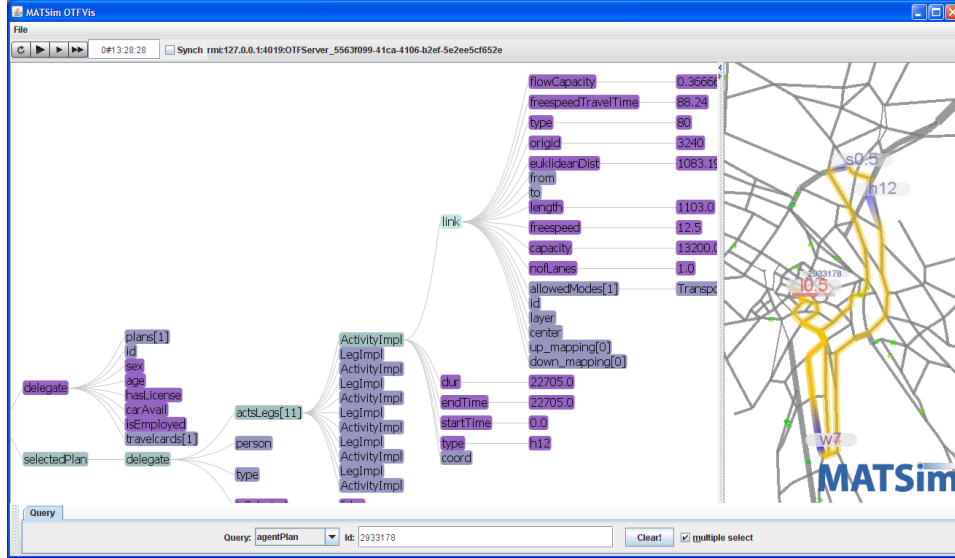 MATSim OTFVis
File
0#13:28:28 Synch rmi:127.0.0.1:4019:OTFServer_5563f099-41ca-4106-b2ef-5e2ee5cf652e
flowCapacity 0.36666
freespeedTravelTime 88.24
type 80
origid 3240
euklideanDist 1083.19
from
to
length 1103.0
freespeed 12.5
capacity 13200.0
nofLanes 1.0
allowedModes[1] Transpo
id
layer
center
up_mapping[0]
down_mapping[0]
link
plans[1]
id
sex
age
hasLicense
carAvail
isEmployed
travelcards[1]
delegate
selectedPlan delegate
actsLegs[11]
person
type
ActivityImpl
LegImpl
ActivityImpl
LegImpl
ActivityImpl
LegImpl
ActivityImpl
LegImpl
ActivityImpl
LegImpl
ActivityImpl
dur 22705.0
endTime 22705.0
startTime 0.0
type h12
coord
s0.5
h12
2933178
l0.5
w7
MATSim
Query
Query: agentPlan Id: 2933178 Clear! multiple select